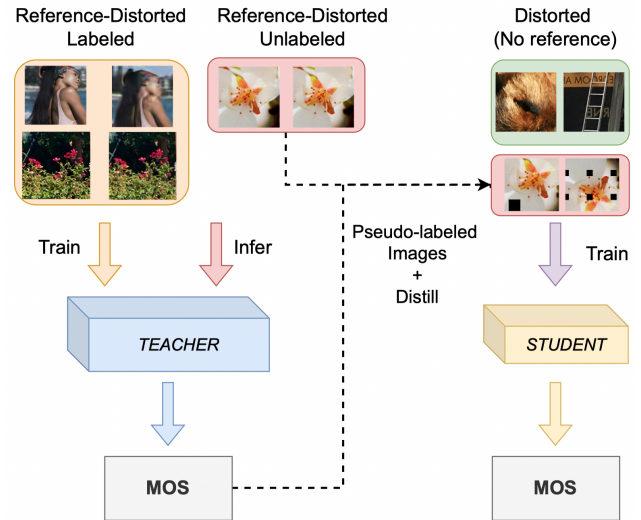 Reference-Distorted
Labeled
Reference-Distorted
Unlabeled
Distorted
(No reference)
Train
Infer
Pseudo-labeled
Images
+
Distill
Train
TEACHER
STUDENT
MOS
MOS